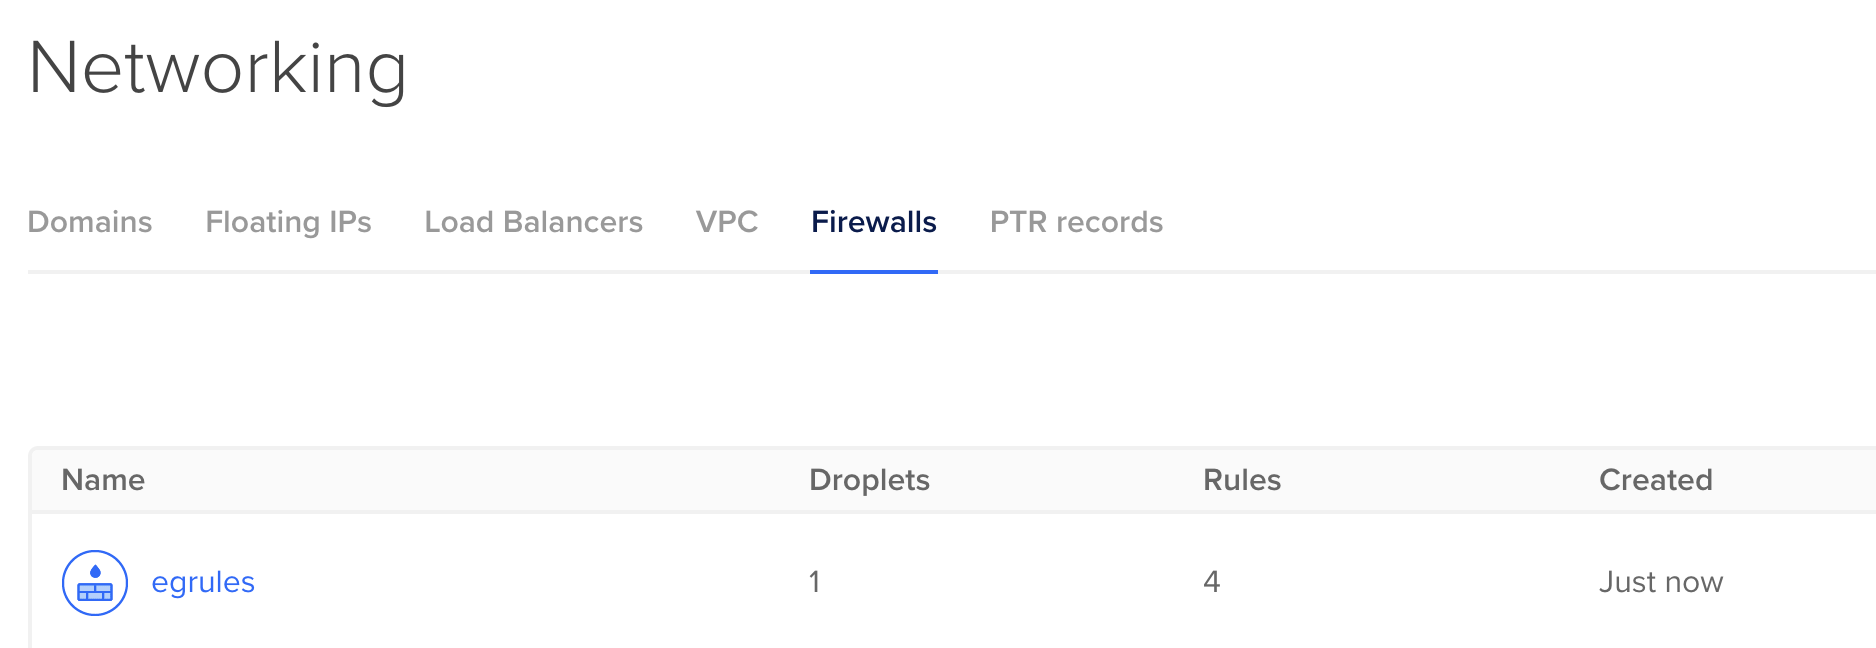 Networking
Domains Floating IPs Load Balancers VPC Firewalls PTR records
Name Droplets Rules Created
egrules 1 4 Just now